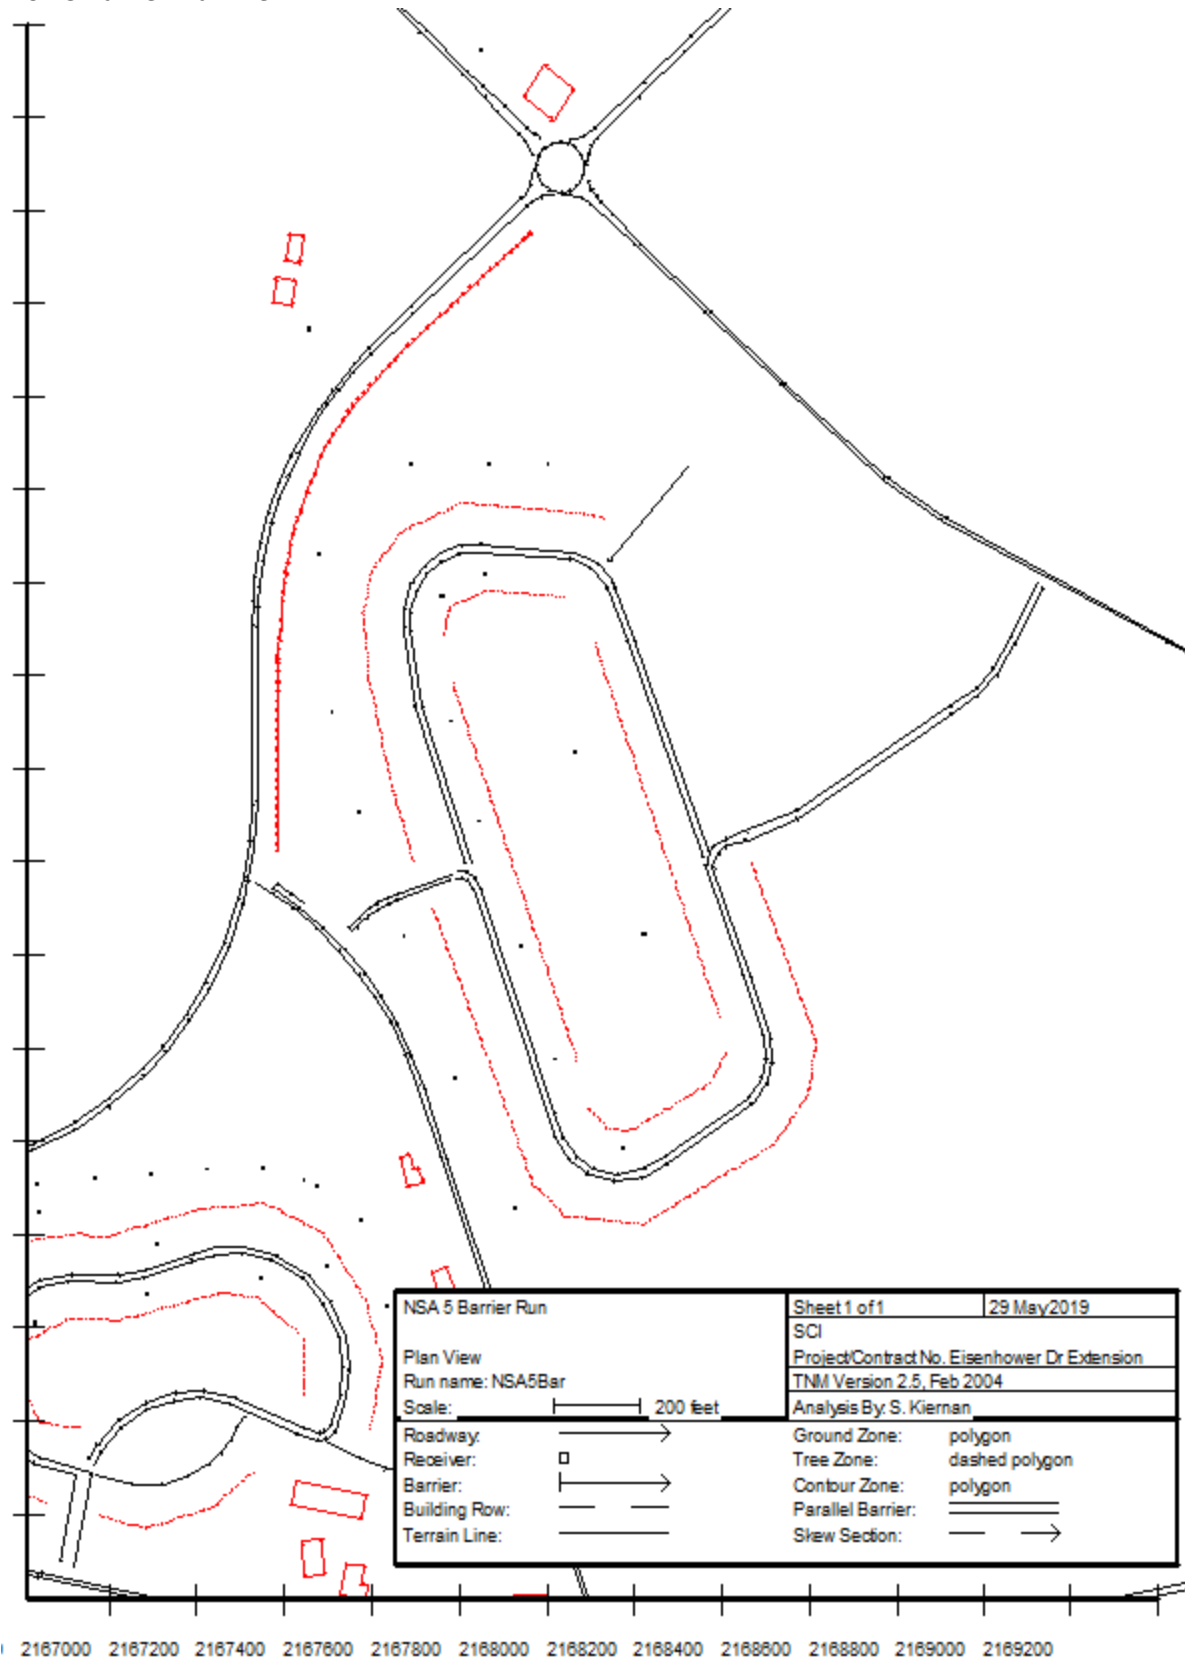 NSA 5 Barrier Run
Sheet 1 of 1
29 May 2019
SCI
Plan View
Project/Contract No. Eisenhower Dr Extension
Run name: NSA5Bar
TNM Version 2.5, Feb 2004
Scale: 200 feet
Analysis By: S. Kiernan
Roadway:
Ground Zone: polygon
Receiver:
Tree Zone: dashed polygon
Barrier:
Contour Zone: polygon
Building Row:
Parallel Barrier:
Terrain Line:
Skew Section:
2167000 2167200 2167400 2167600 2167800 2168000 2168200 2168400 2168600 2168800 2169000 2169200